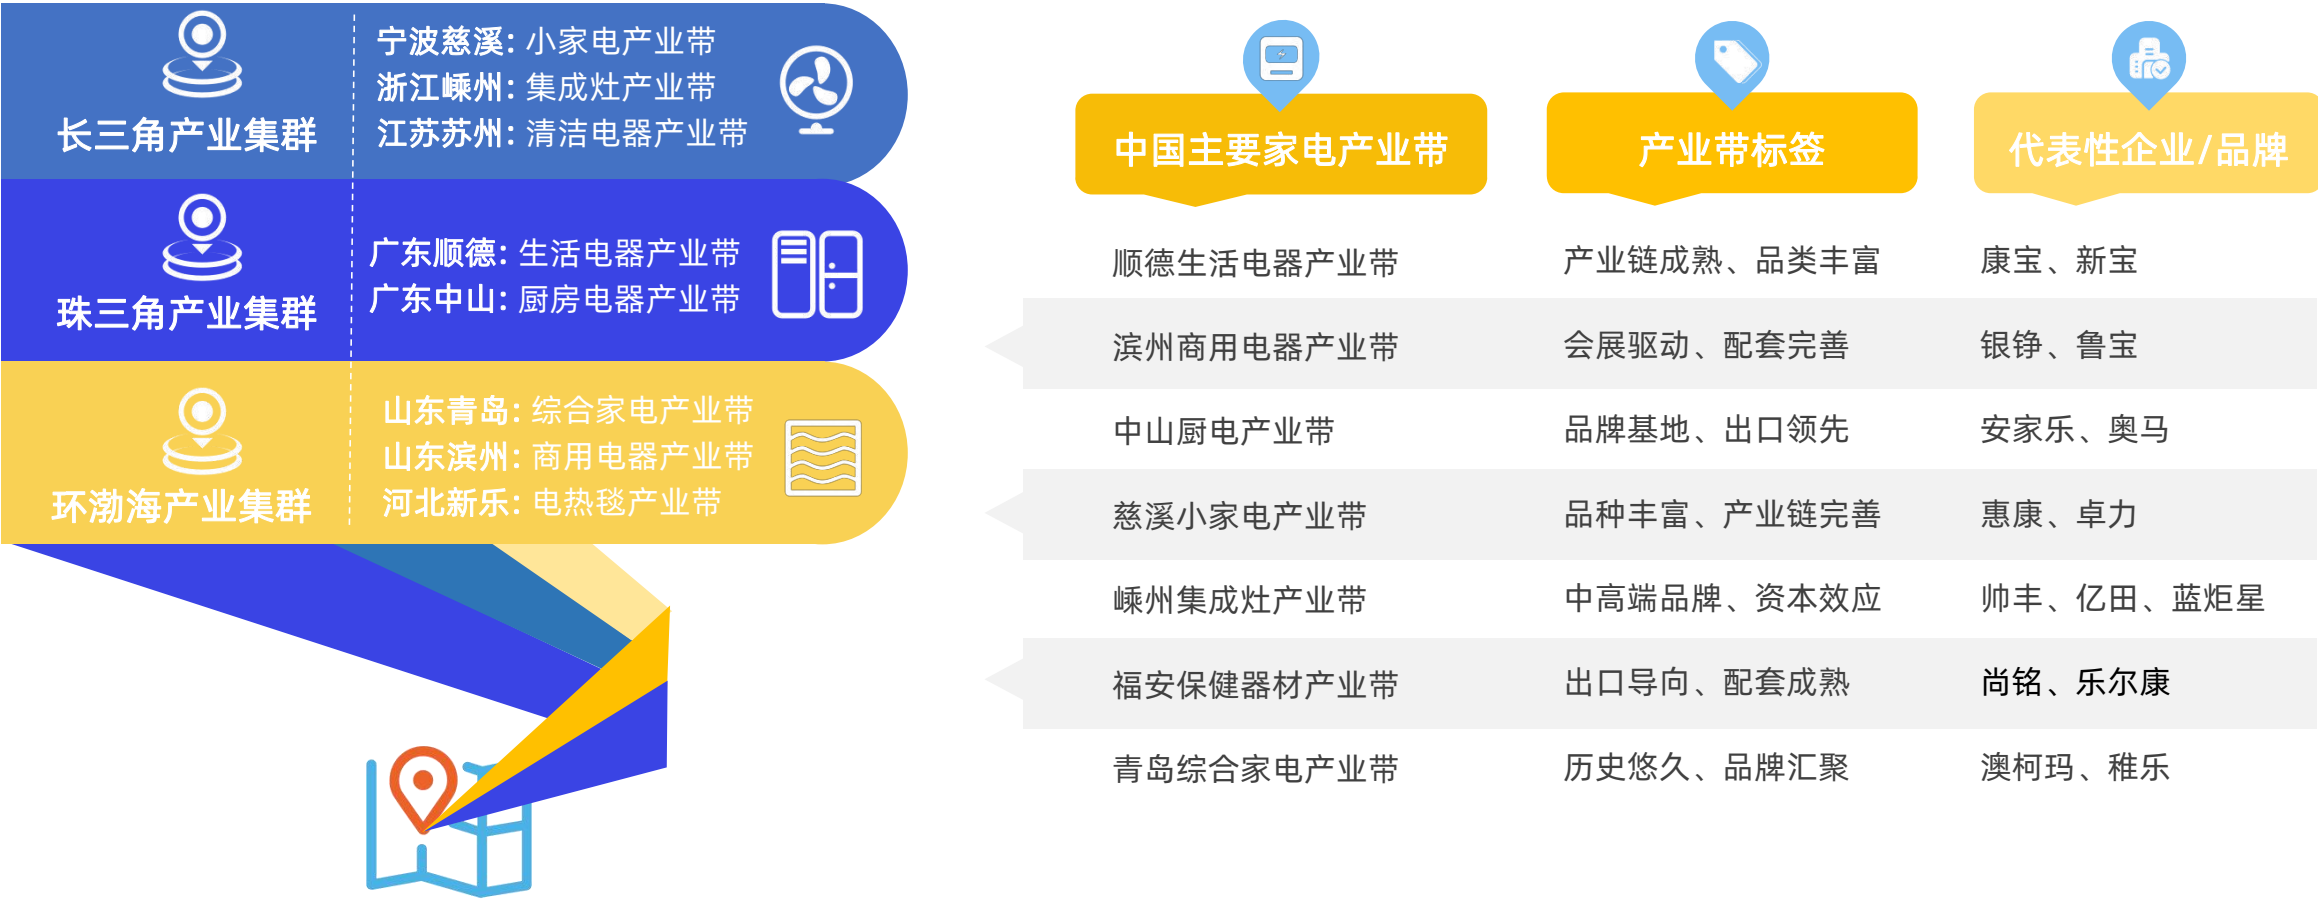 长三角产业集群
宁波慈溪：小家电产业带
浙江嵊州：集成灶产业带
江苏苏州：清洁电器产业带
珠三角产业集群
广东顺德：生活电器产业带
广东中山：厨房电器产业带
环渤海产业集群
山东青岛：综合家电产业带
山东滨州：商用电器产业带
河北新乐：电热毯产业带
中国主要家电产业带 产业带标签 代表性企业/品牌
顺德生活电器产业带 产业链成熟、品类丰富 康宝、新宝
滨州商用电器产业带 会展驱动、配套完善 银铮、鲁宝
中山厨电产业带 品牌基地、出口领先 安家乐、奥马
慈溪小家电产业带 品种丰富、产业链完善 惠康、卓力
嵊州集成灶产业带 中高端品牌、资本效应 帅丰、亿田、蓝炬星
福安保健器材产业带 出口导向、配套成熟 尚铭、乐尔康
青岛综合家电产业带 历史悠久、品牌汇聚 澳柯玛、稚乐